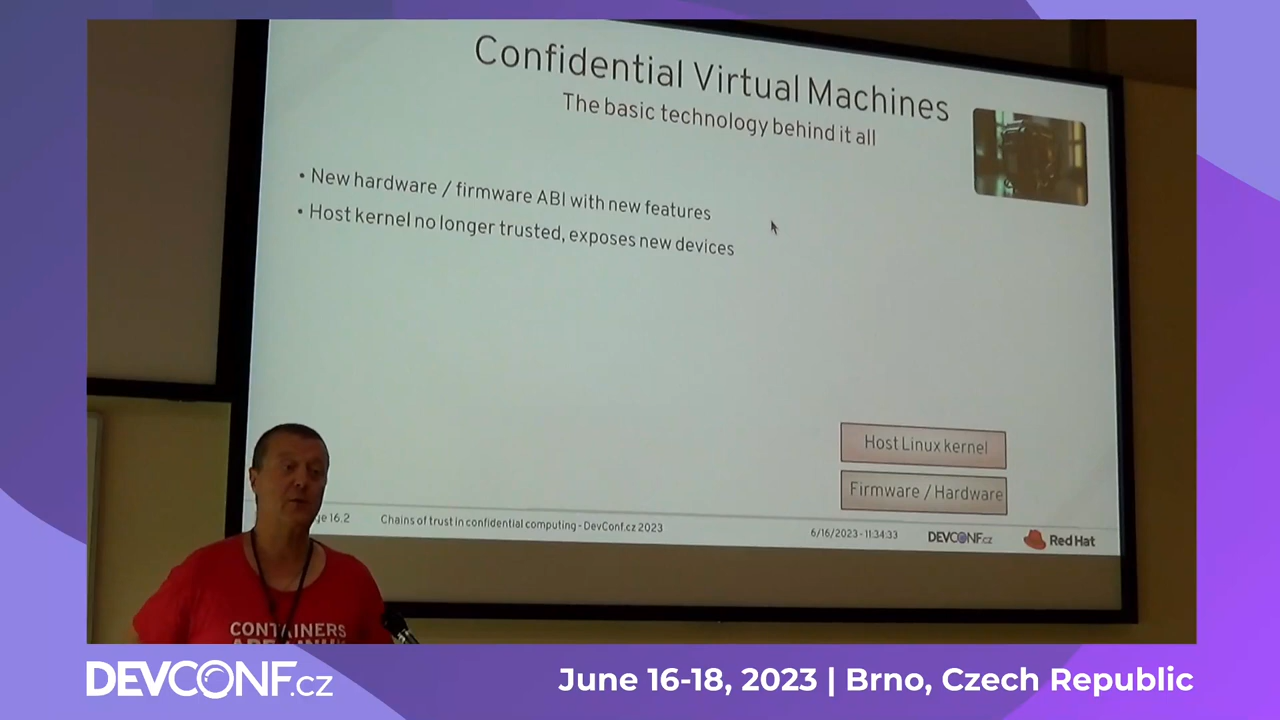 Confidential Virtual Machines
The basic technology behind it all
• New hardware / firmware ABI with new features
• Host kernel no longer trusted, exposes new devices
Host Linux kernel
Firmware / Hardware
16.2
Chains of trust in confidential computing - DevConf.cz 2023
6/16/2023 - 11:34:33
DEVCONF.cz
Red Hat
CONTAINERS
DEVCONF.CZ
June 16-18, 2023 | Brno, Czech Republic